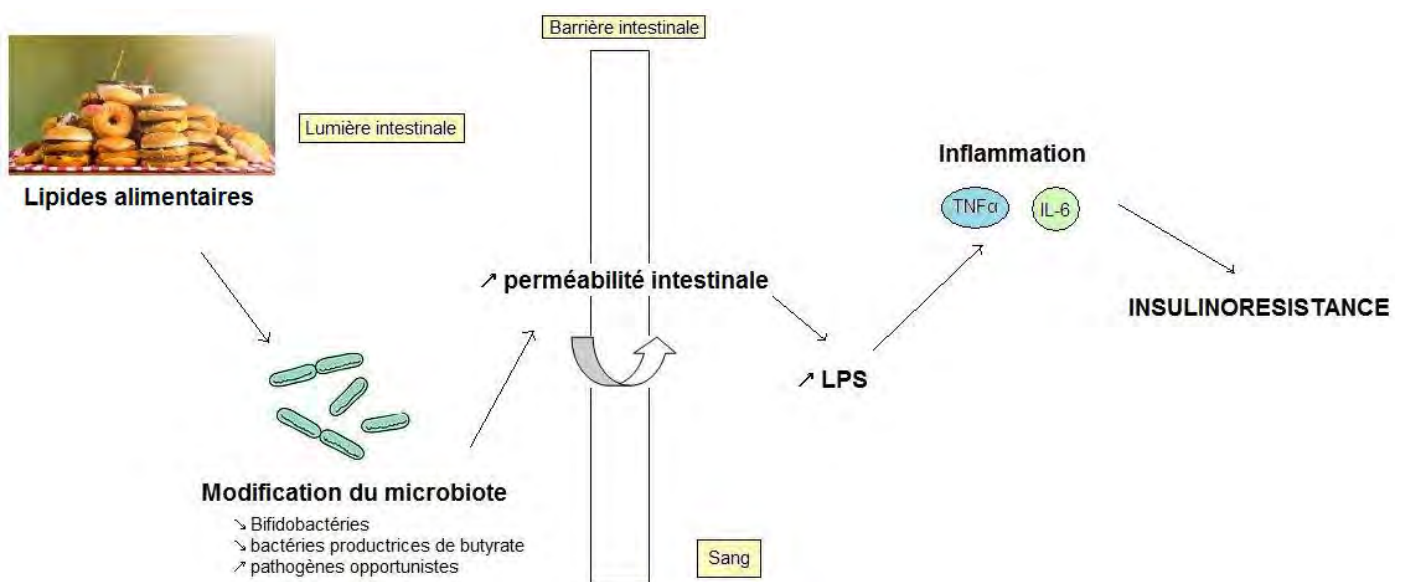 Barrière intestinale
Lumière intestinale
Lipides alimentaires
Inflammation
TNFα
IL-6
↗ perméabilité intestinale
INSULINORESISTANCE
↗ LPS
Modification du microbiote
↘ Bifidobactéries
↘ bactéries productrices de butyrate
↗ pathogènes opportunistes
Sang